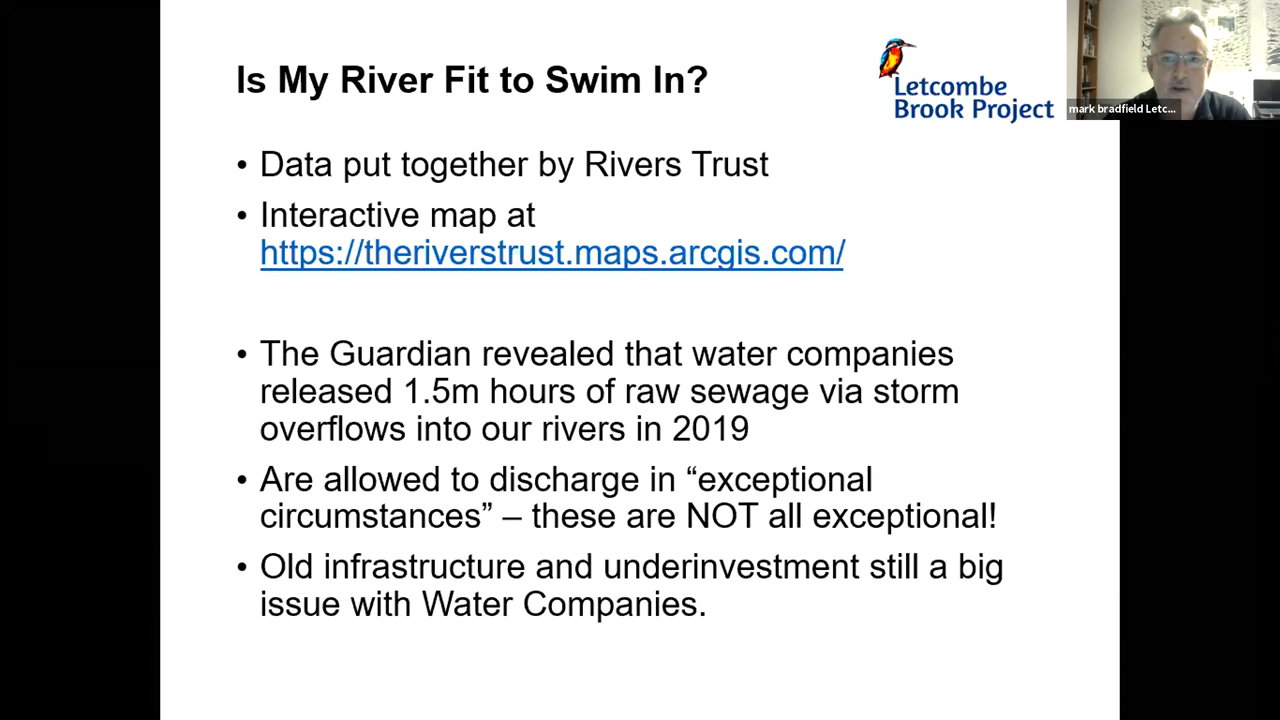 Is My River Fit to Swim In?
Letcombe
Brook Project
mark bradfield Letc...
• Data put together by Rivers Trust
• Interactive map at
https://theriverstrust.maps.arcgis.com/
• The Guardian revealed that water companies
released 1.5m hours of raw sewage via storm
overflows into our rivers in 2019
• Are allowed to discharge in “exceptional
circumstances” – these are NOT all exceptional!
• Old infrastructure and underinvestment still a big
issue with Water Companies.